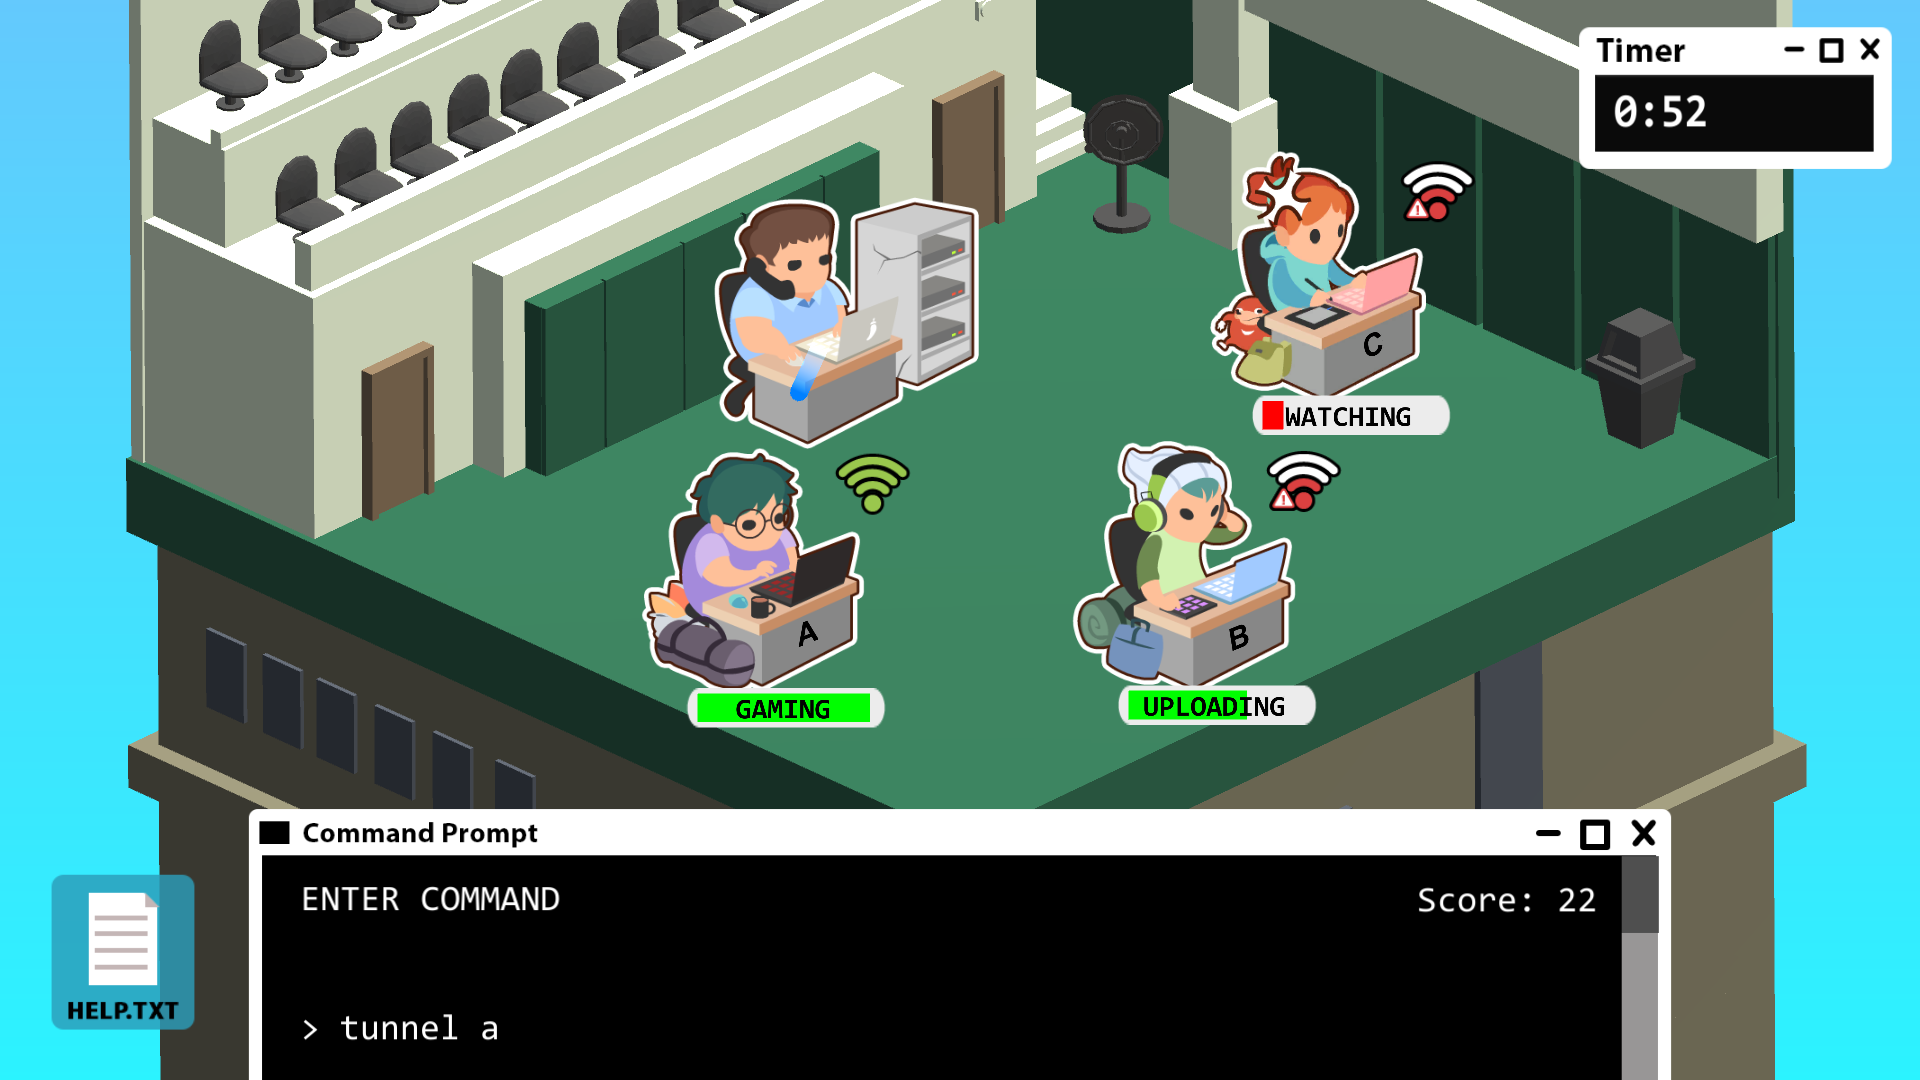 Timer
0:52
C
WATCHING
A
B
GAMING
UPLOADING
Command Prompt
ENTER COMMAND
Score: 22
> tunnel a
HELP.TXT